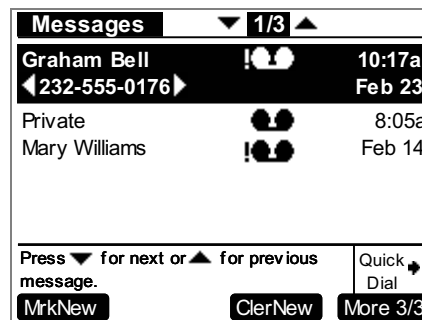 Messages 1/3
Graham Bell ! 10:17a
232-555-0176 Feb 23
Private 8:05a
Mary Williams ! Feb 14
Press for next or for previous
message.
Quick
Dial
MrkNew ClerNew More 3/3